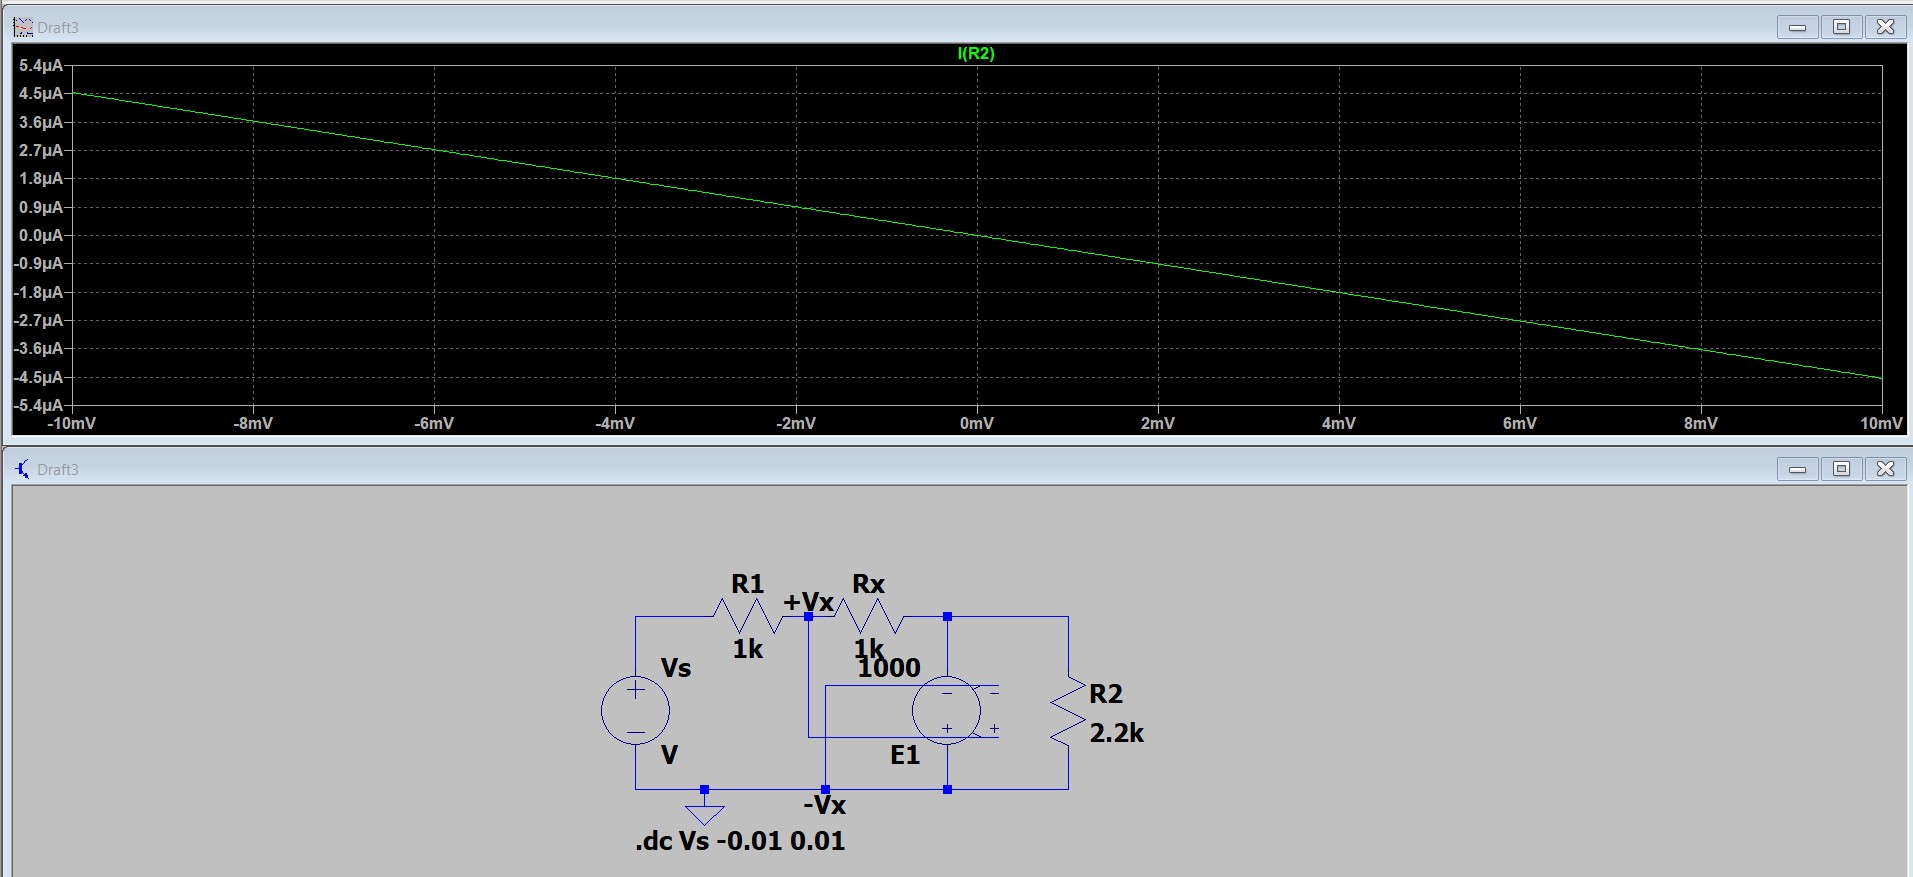 Draft3
I(R2)
5.4µA
4.5µA
3.6µA
2.7µA
1.8µA
0.9µA
0.0µA
-0.9µA
-1.8µA
-2.7µA
-3.6µA
-4.5µA
-5.4µA
-10mV -8mV -6mV -4mV -2mV 0mV 2mV 4mV 6mV 8mV 10mV
Draft3
R1 Rx
+Vx
1k 1k
Vs 1000
R2
2.2k
V E1
-Vx
.dc Vs -0.01 0.01